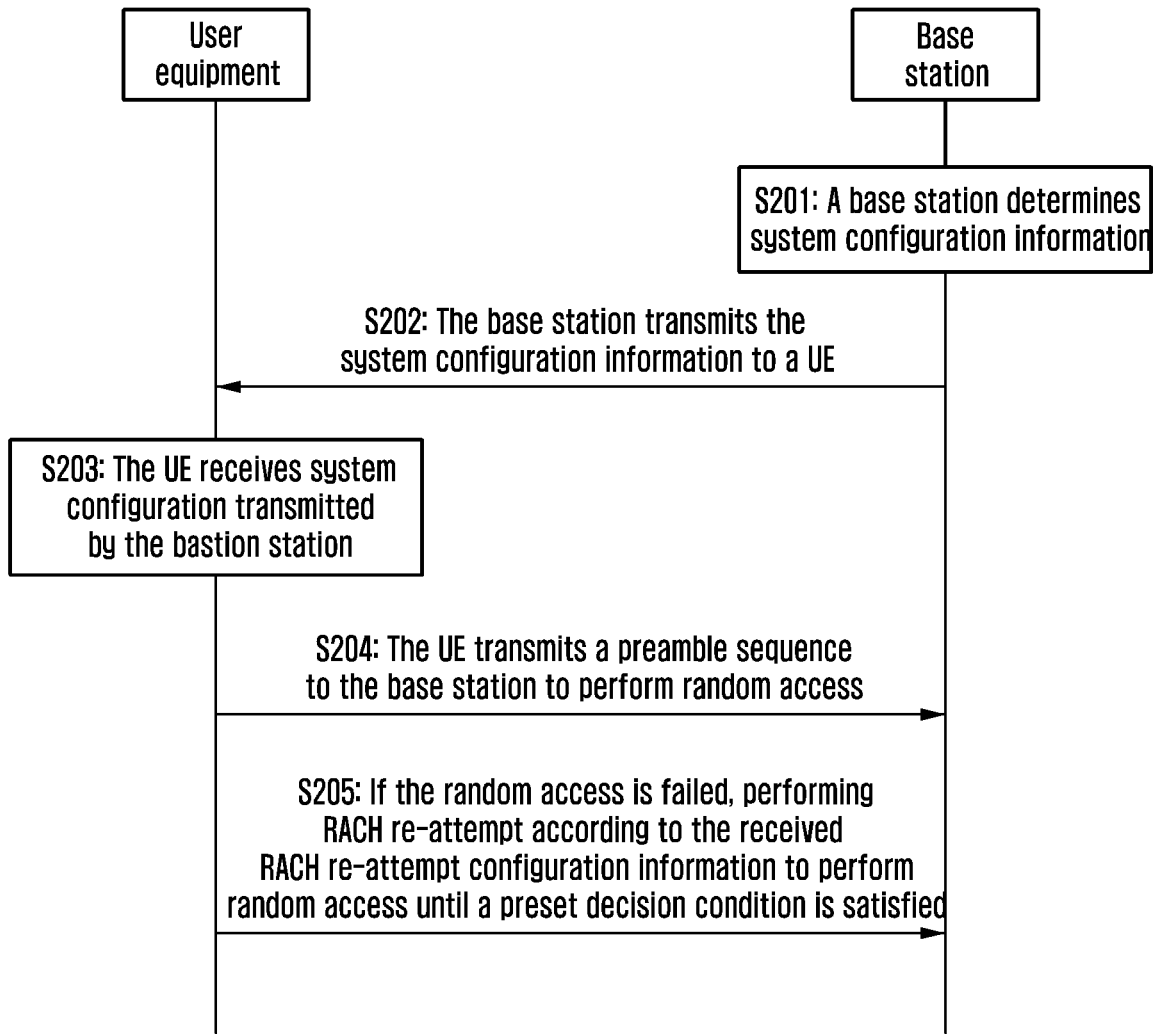 User
equipment
Base
station
S201: A base station determines
system configuration information
S202: The base station transmits the
system configuration information to a UE
S203: The UE receives system
configuration transmitted
by the bastion station
S204: The UE transmits a preamble sequence
to the base station to perform random access
S205: If the random access is failed, performing
RACH re-attempt according to the received
RACH re-attempt configuration information to perform
random access until a preset decision condition is satisfied